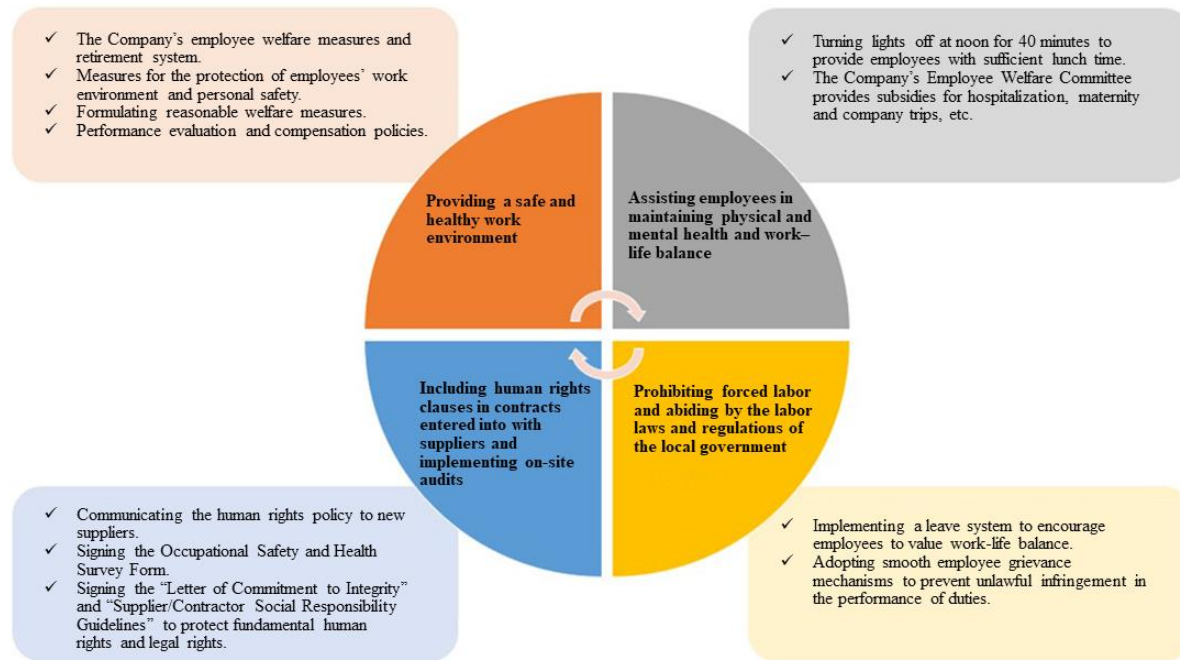 ✓ The Company’s employee welfare measures and
retirement system.
✓ Measures for the protection of employees’ work
environment and personal safety.
✓ Formulating reasonable welfare measures.
✓ Performance evaluation and compensation policies.
✓ Turning lights off at noon for 40 minutes to
provide employees with sufficient lunch time.
✓ The Company’s Employee Welfare Committee
provides subsidies for hospitalization, maternity
and company trips, etc.
Providing a safe and
healthy work
environment
Assisting employees in
maintaining physical and
mental health and work–
life balance
Including human rights
clauses in contracts
entered into with
suppliers and
implementing on-site
audits
Prohibiting forced labor
and abiding by the labor
laws and regulations of
the local government
✓ Communicating the human rights policy to new
suppliers.
✓ Signing the Occupational Safety and Health
Survey Form.
✓ Signing the “Letter of Commitment to Integrity”
and “Supplier/Contractor Social Responsibility
Guidelines” to protect fundamental human
rights and legal rights.
✓ Implementing a leave system to encourage
employees to value work-life balance.
✓ Adopting smooth employee grievance
mechanisms to prevent unlawful infringement in
the performance of duties.